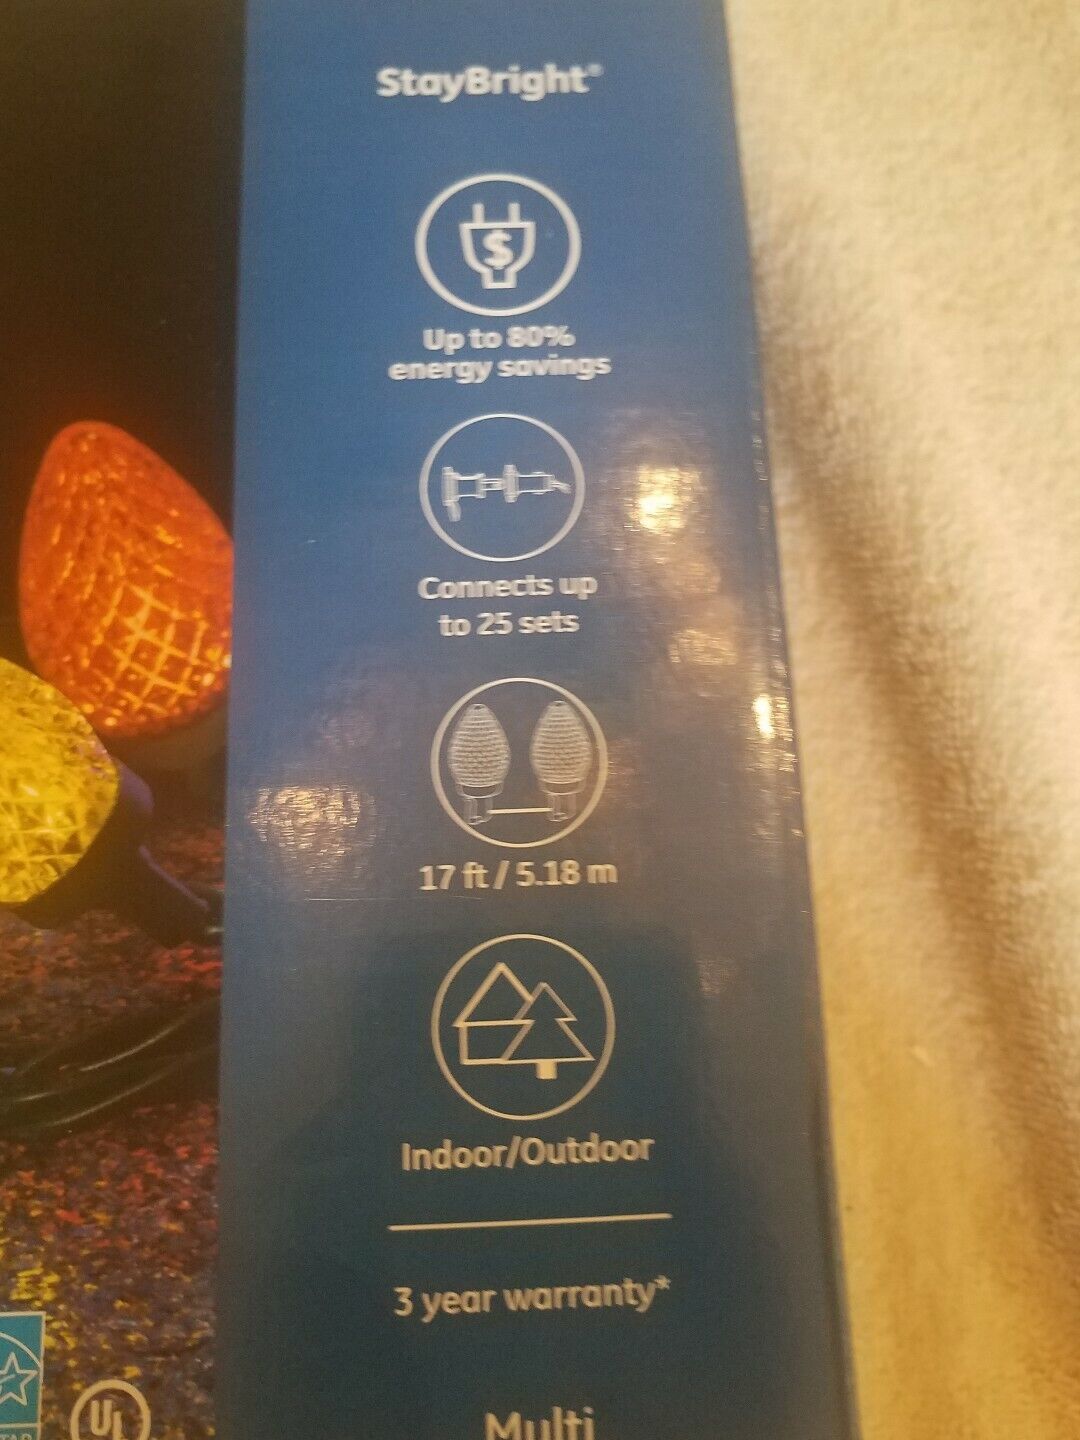 StayBright®
$
Up to 80%
energy savings
Connects up
to 25 sets
17 ft / 5.18 m
Indoor/Outdoor
3 year warranty*
Multi
UL